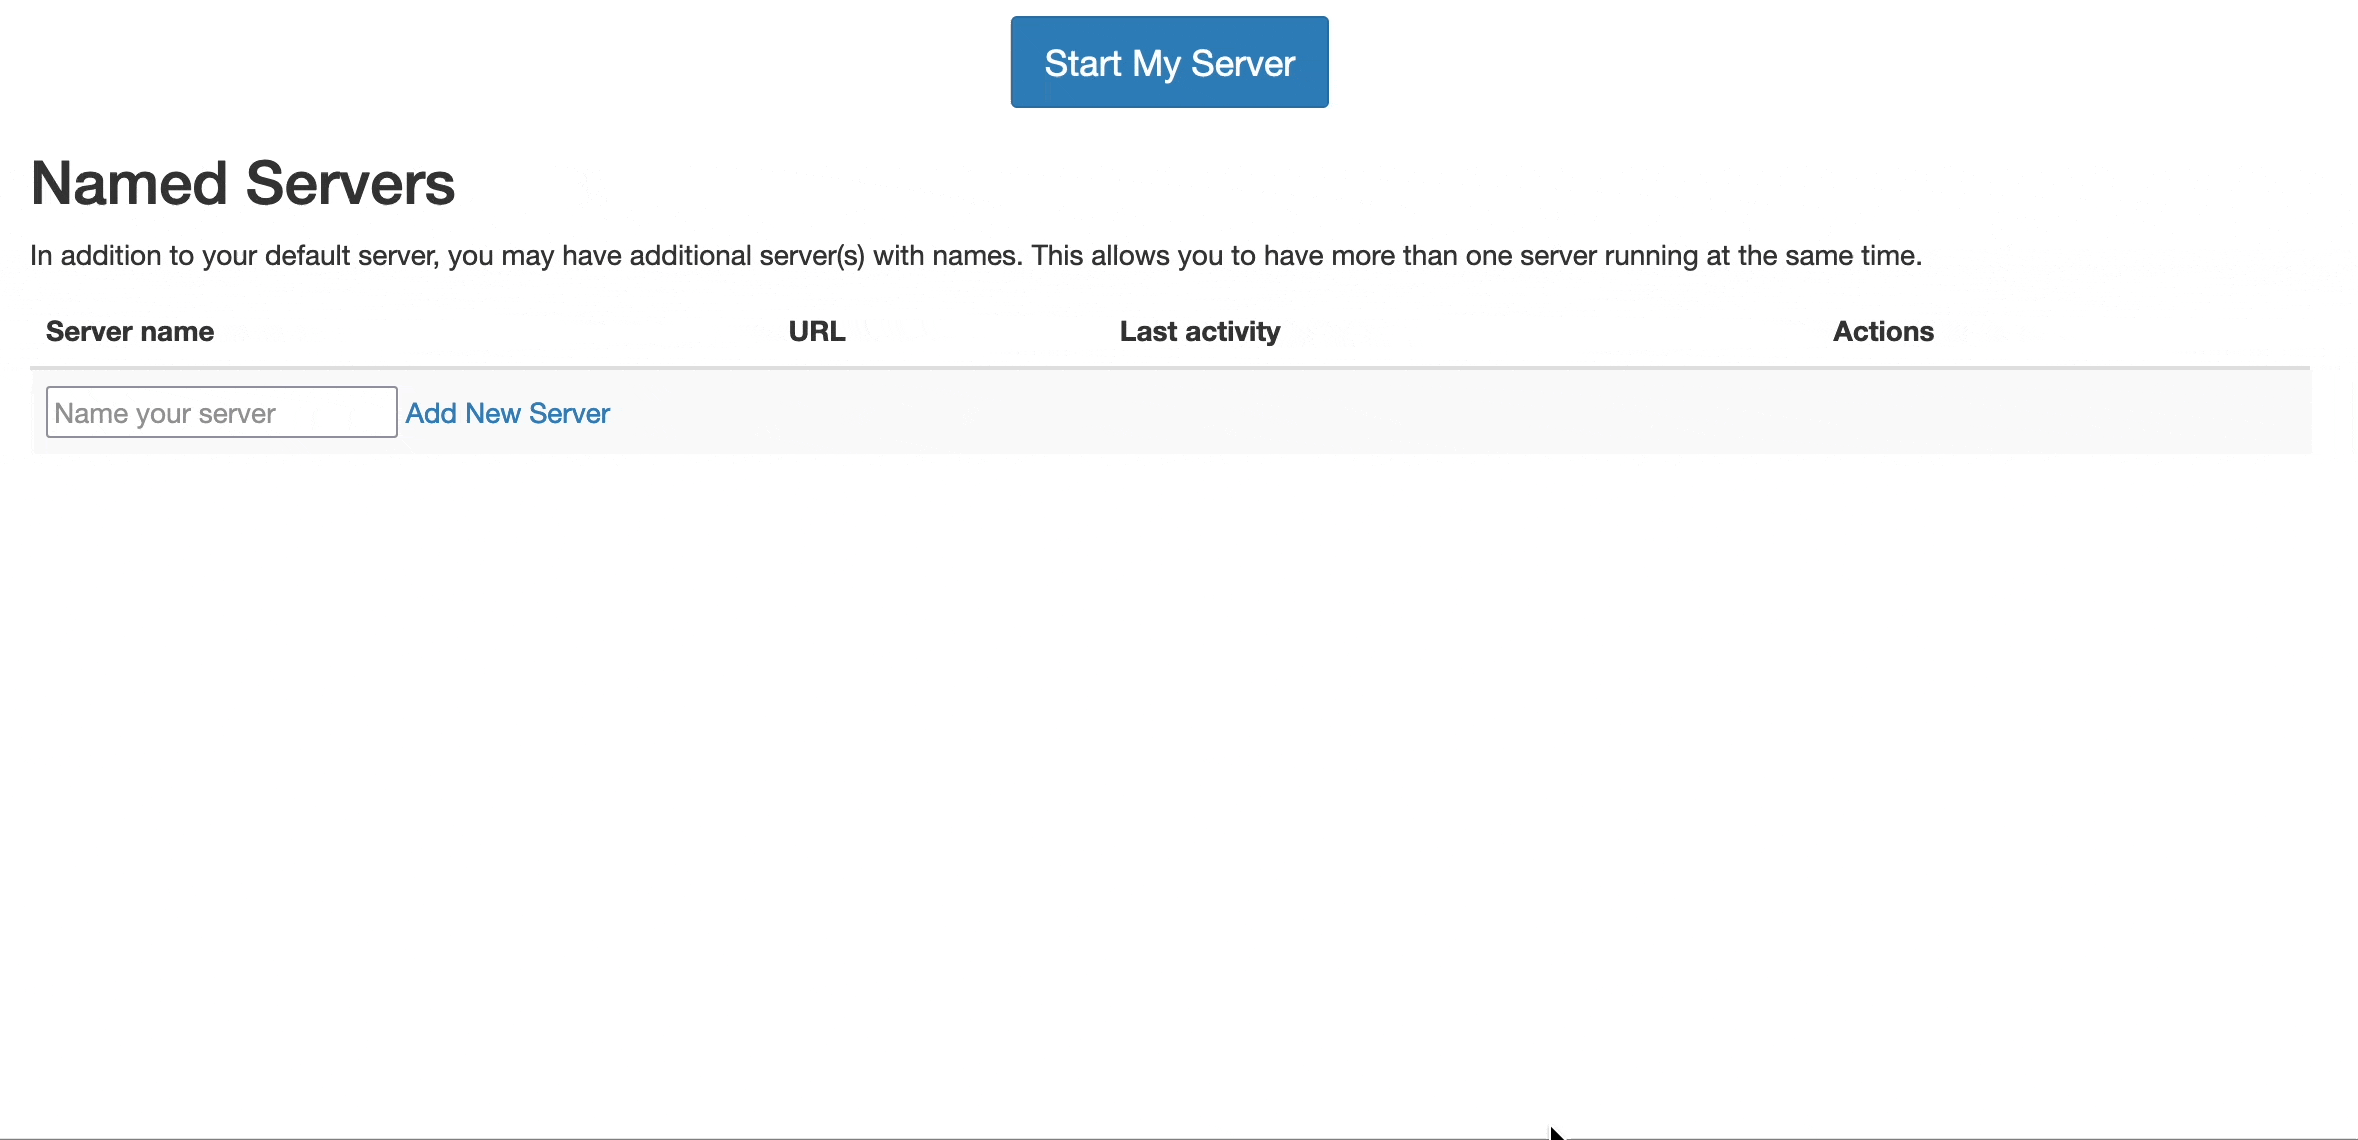 Start My Server
Named Servers
In addition to your default server, you may have additional server(s) with names. This allows you to have more than one server running at the same time.
Server name URL Last activity Actions
Name your server Add New Server